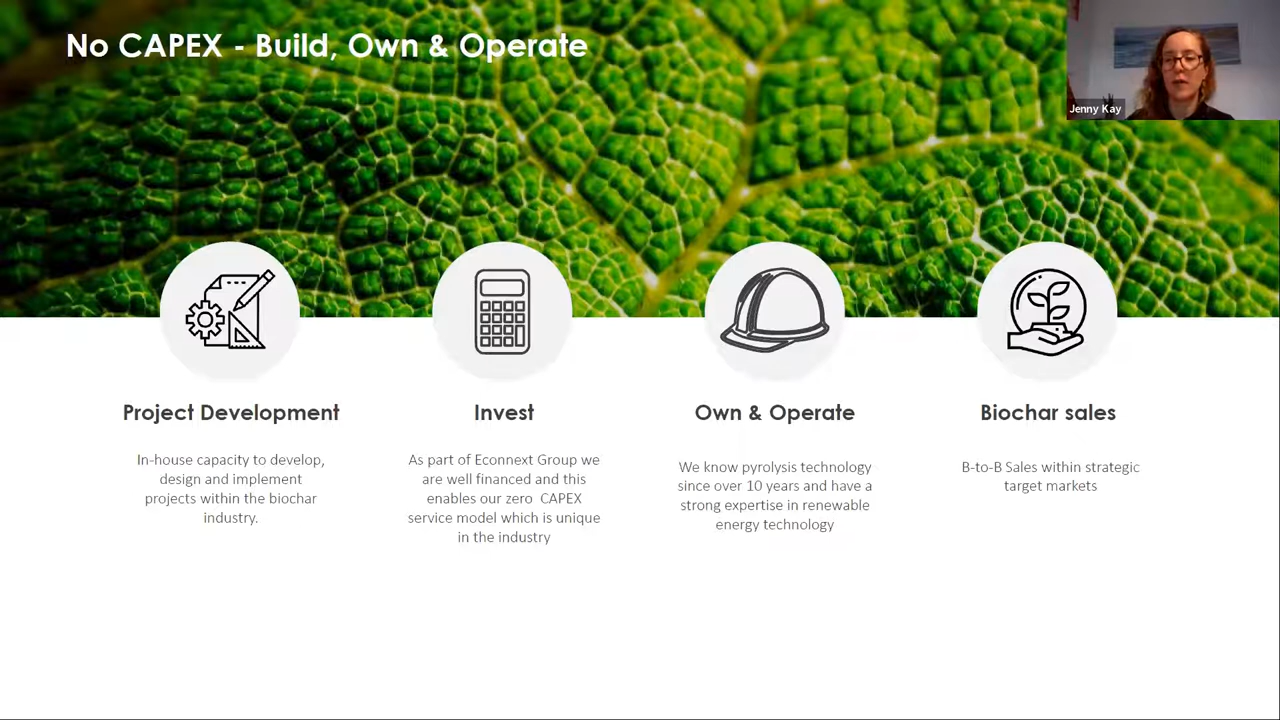 No CAPEX - Build, Own & Operate
Jenny Kay
Project Development
In-house capacity to develop,
design and implement
projects within the biochar
industry.
Invest
As part of Econnext Group we
are well financed and this
enables our zero CAPEX
service model which is unique
in the industry
Own & Operate
We know pyrolysis technology
since over 10 years and have a
strong expertise in renewable
energy technology
Biochar sales
B-to-B Sales within strategic
target markets